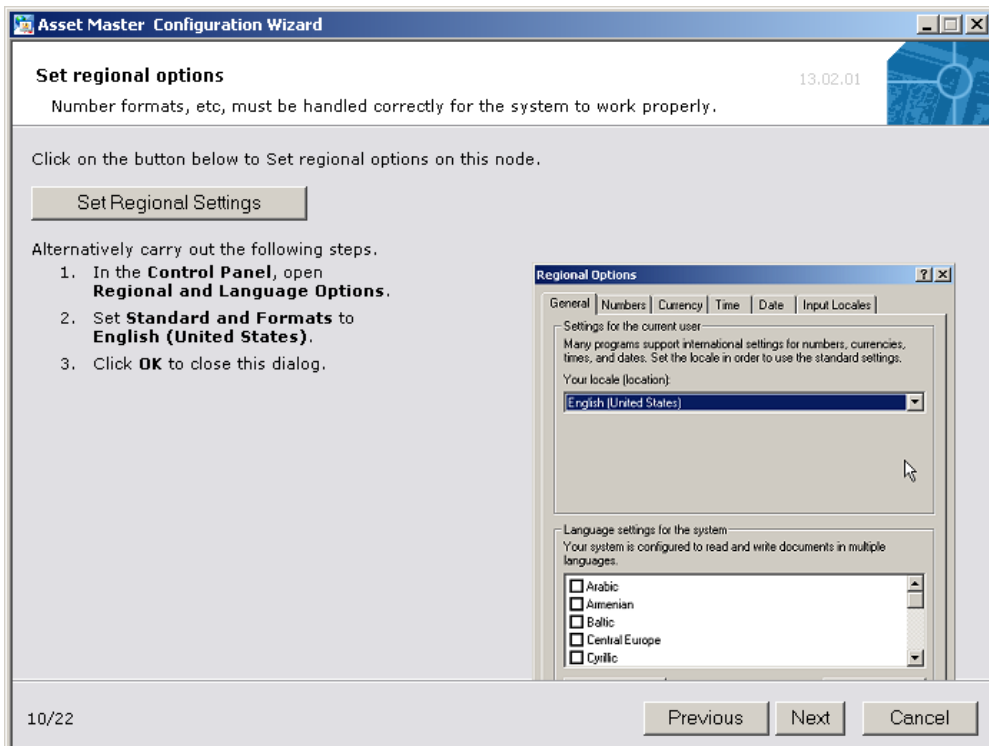 Asset Master Configuration Wizard
Set regional options
13.02.01
Number formats, etc, must be handled correctly for the system to work properly.
Click on the button below to Set regional options on this node.
Set Regional Settings
Alternatively carry out the following steps.
1. In the Control Panel, open
Regional and Language Options.
2. Set Standard and Formats to
English (United States).
3. Click OK to close this dialog.
Regional Options
General Numbers Currency Time Date Input Locales
Settings for the current user
Many programs support international settings for numbers, currencies,
times, and dates. Set the locale in order to use the standard settings.
Your locale (location):
English (United States)
Language settings for the system
Your system is configured to read and write documents in multiple
languages.
Arabic
Armenian
Baltic
Central Europe
Cyrillic
10/22
Previous Next Cancel